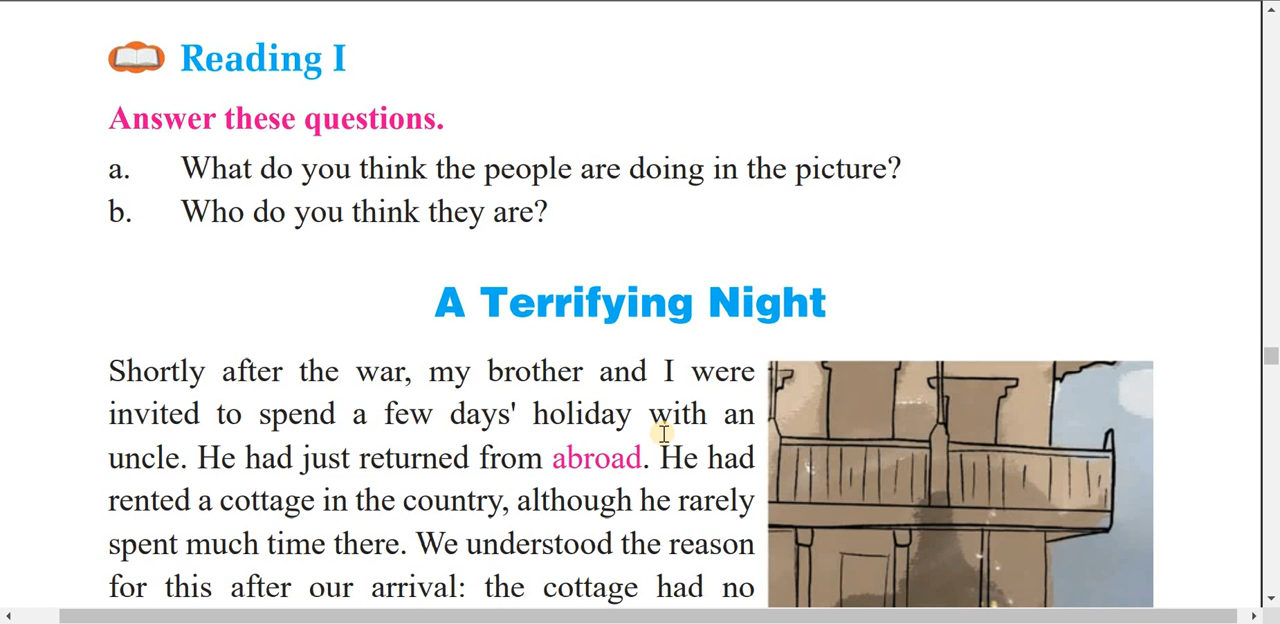 Reading I
Answer these questions.
a. What do you think the people are doing in the picture?
b. Who do you think they are?
A Terrifying Night
Shortly after the war, my brother and I were
invited to spend a few days' holiday with an
uncle. He had just returned from abroad. He had
rented a cottage in the country, although he rarely
spent much time there. We understood the reason
for this after our arrival: the cottage had no